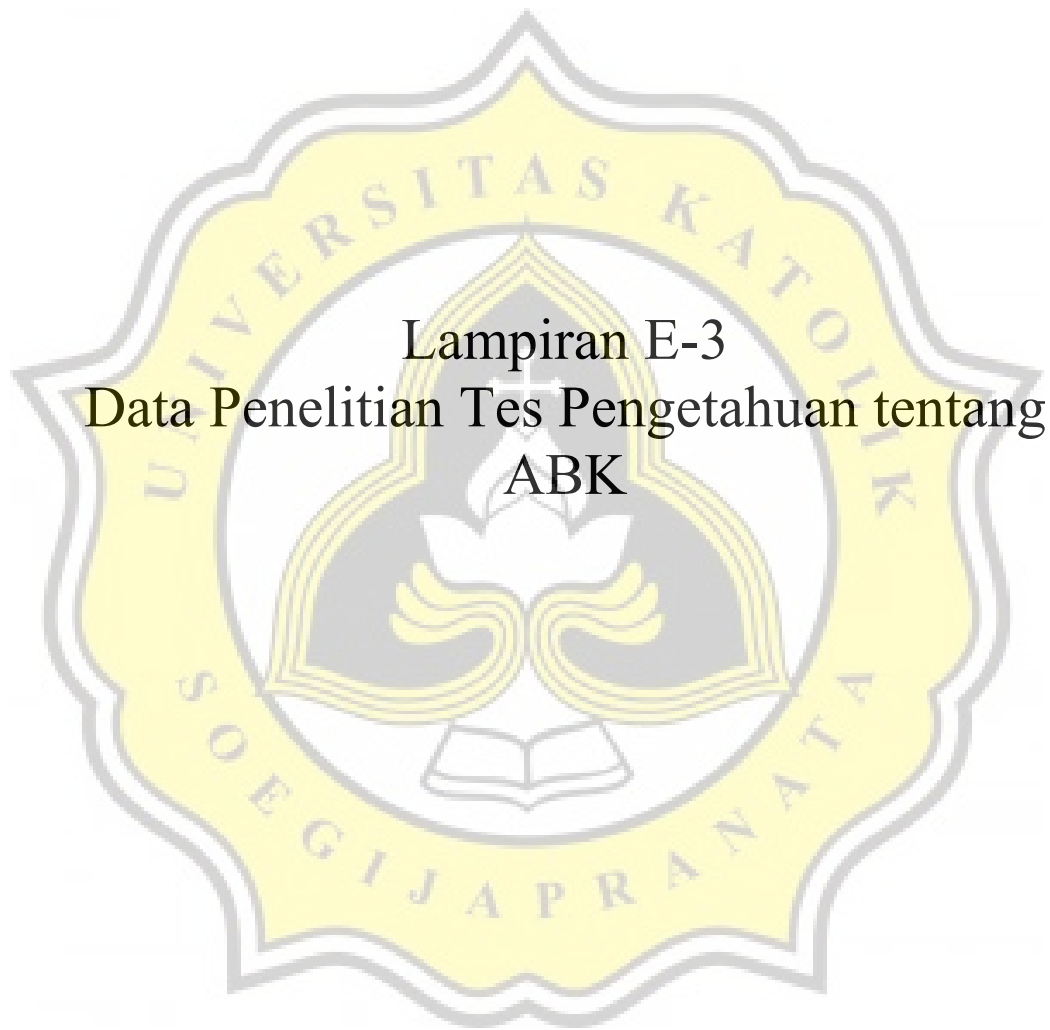 UNIVERSITAS KATOLIK
Lampiran E-3
Data Penelitian Tes Pengetahuan tentang
ABK
SOEGIJAPRANATA